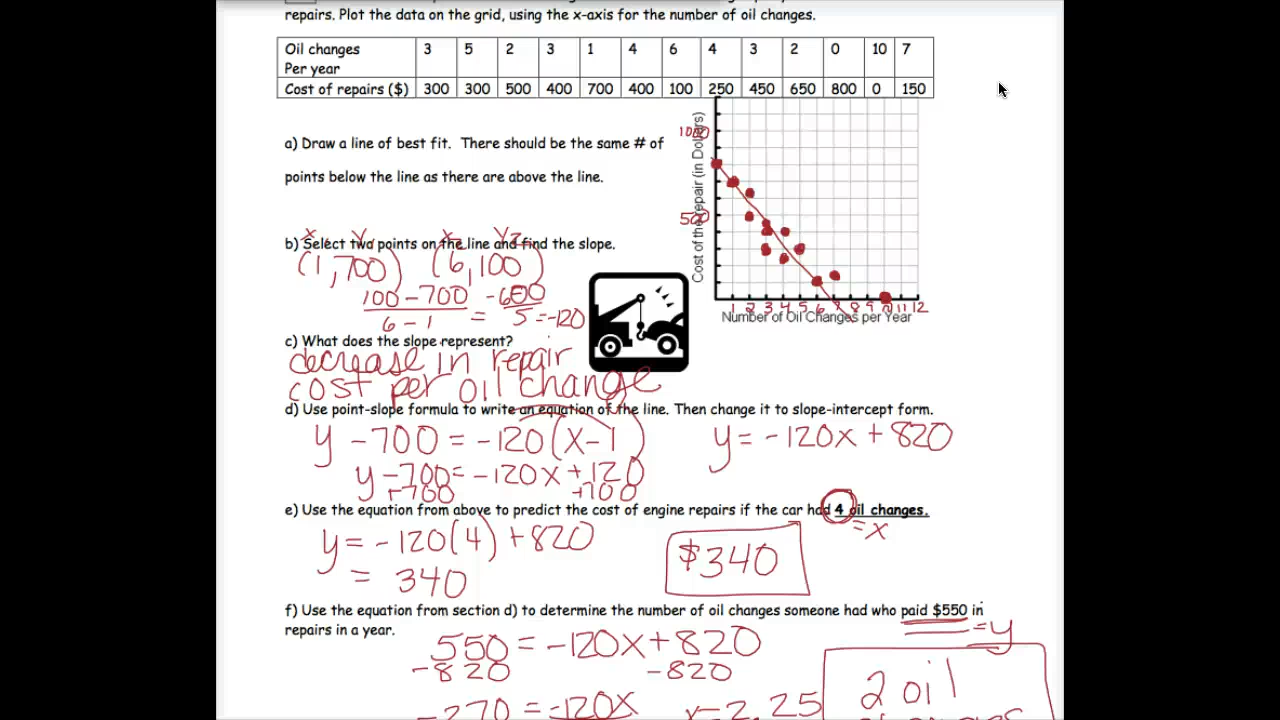 repairs. Plot the data on the grid, using the x-axis for the number of oil changes.
Oil changes Per year 3 5 2 3 1 4 6 4 3 2 0 10 7
Cost of repairs ($) 300 300 500 400 700 400 100 250 450 650 800 0 150
a) Draw a line of best fit. There should be the same # of
points below the line as there are above the line.
1000
500
Cost of the repair (in Dollars)
1 2 3 4 5 6 7 8 9 10 11 12
Number of Oil Changes per Year
b) Select two points on the line and find the slope.
x y x2 y2
(1,700) (6,100)
100-700 / 6-1 = -600 / 5 = -120
c) What does the slope represent?
decrease in repair
cost per oil change
d) Use point-slope formula to write an equation of the line. Then change it to slope-intercept form.
y - 700 = -120(x-1) y = -120x + 820
y - 700 = -120x + 120
+700 +700
e) Use the equation from above to predict the cost of engine repairs if the car had 4 oil changes.
= x
y = -120(4) + 820
= 340
$340
f) Use the equation from section d) to determine the number of oil changes someone had who paid $550 in
repairs in a year.
= y
550 = -120x + 820
-820 -820
-270 = -120x x = 2.25
2 oil